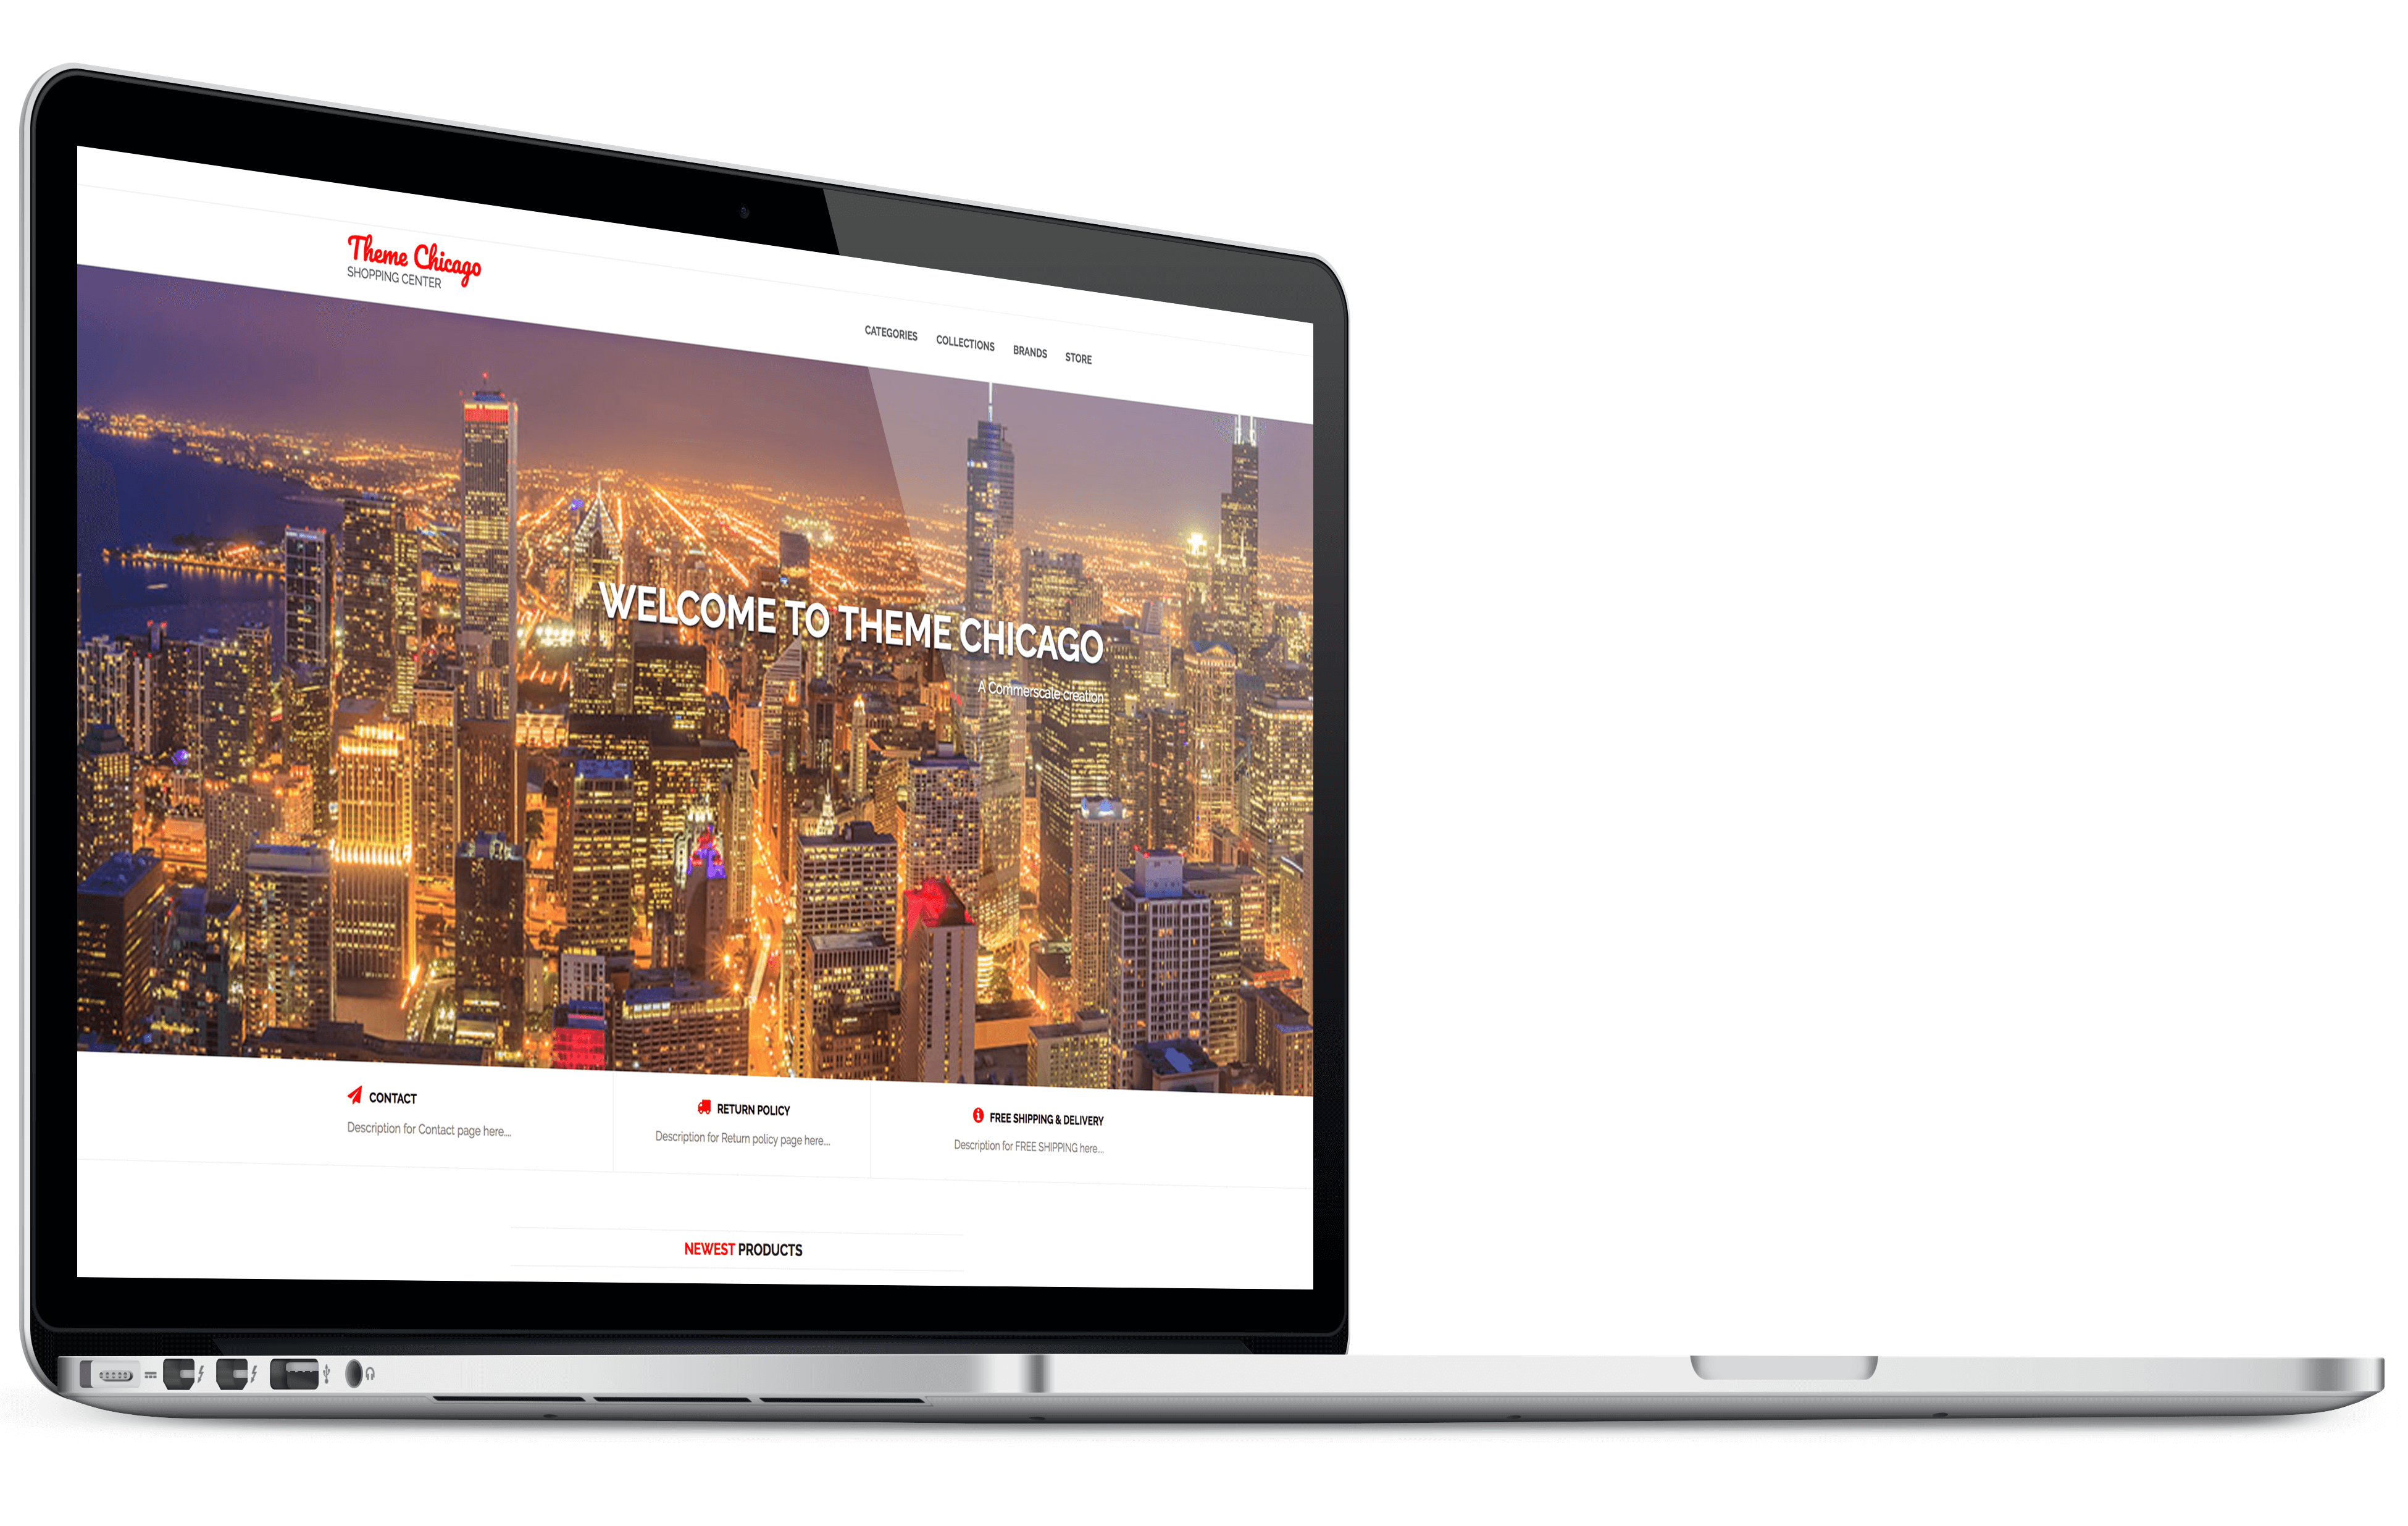 Theme Chicago
SHOPPING CENTER
CATEGORIES COLLECTIONS BRANDS STORE
WELCOME TO THEME CHICAGO
A Commerscale creation
CONTACT
Description for Contact page here....
RETURN POLICY
Description for Return policy page here....
FREE SHIPPING & DELIVERY
Description for FREE SHIPPING here....
NEWEST PRODUCTS